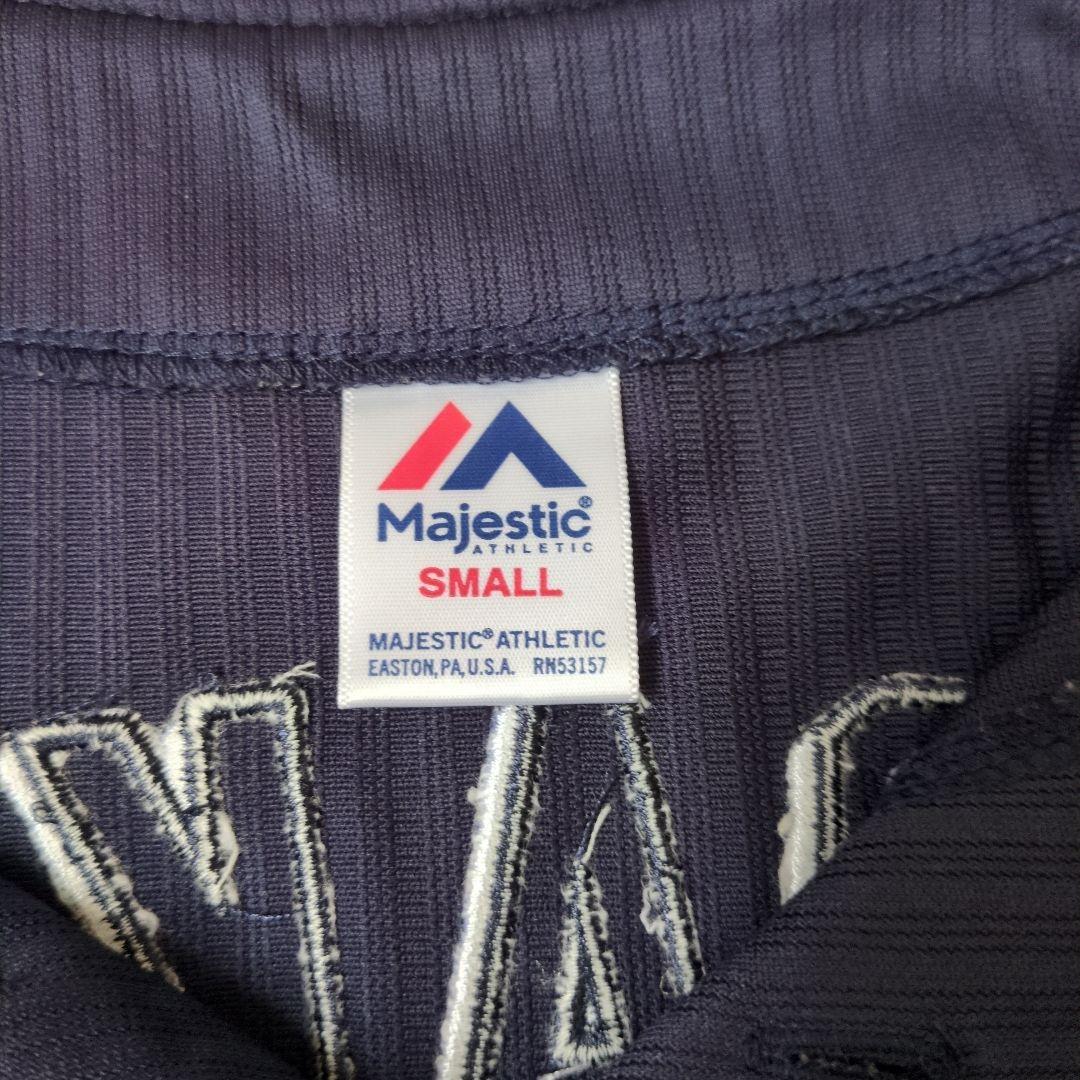 Majestic®
ATHLETIC
SMALL
MAJESTIC® ATHLETIC
EASTON, PA, U.S.A. RN53157